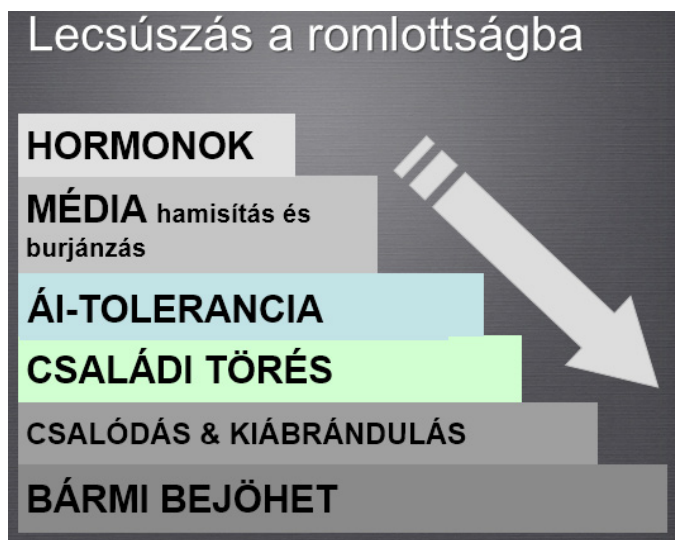 Lecsúszás a romlottságba
HORMONOK
MÉDIA hamisítás és
burjánzás
ÁI-TOLERANCIA
CSALÁDI TÖRÉS
CSALÓDÁS & KIÁBRÁNDULÁS
BÁRMI BEJÖHET